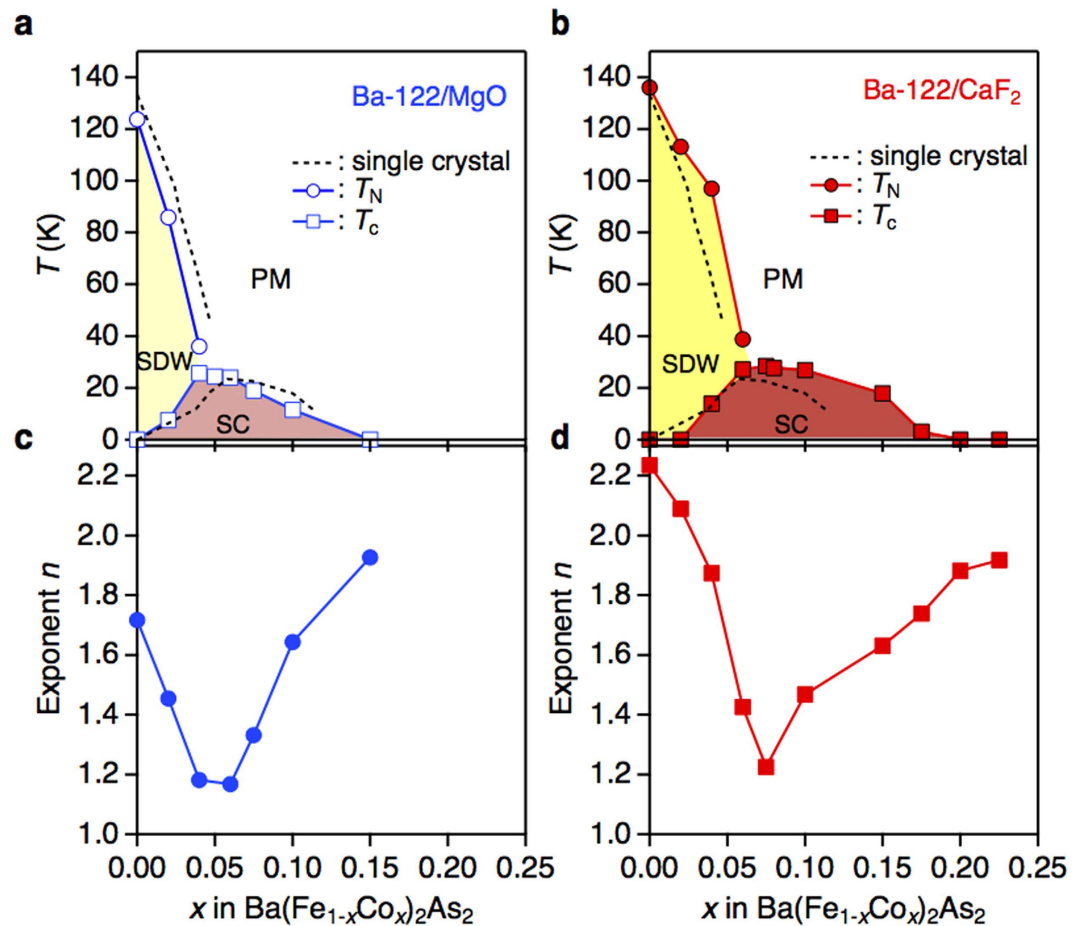 a
b
140
120
100
80
60
40
20
0
T (K)
Ba-122/MgO
: single crystal
: T_N
: T_c
PM
SDW
SC
140
120
100
80
60
40
20
0
T (K)
Ba-122/CaF₂
: single crystal
: T_N
: T_c
PM
SDW
SC
c
d
2.2
2.0
1.8
1.6
1.4
1.2
1.0
Exponent n
0.00 0.05 0.10 0.15 0.20 0.25
x in Ba(Fe₁₋ₓCoₓ)₂As₂
2.2
2.0
1.8
1.6
1.4
1.2
1.0
Exponent n
0.00 0.05 0.10 0.15 0.20 0.25
x in Ba(Fe₁₋ₓCoₓ)₂As₂